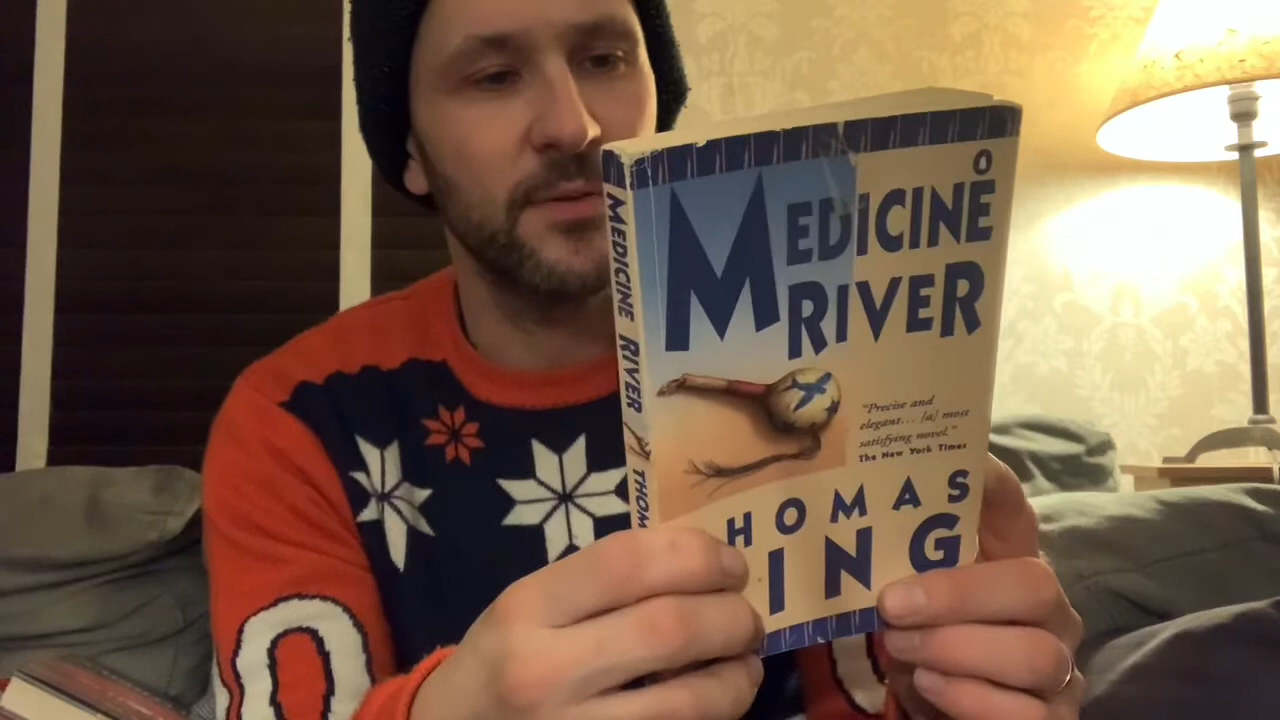 MEDICINE
RIVER
"Precise and
elegant... [a] most
satisfying novel."
The New York Times
HOMAS
ING
MEDICINE RIVER THOM